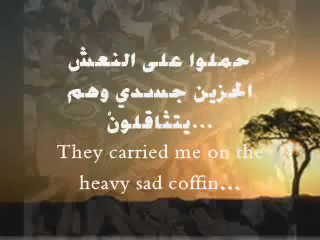 حملوا على النعش
الحزين جسدي وهم
يتثاقلونْ...
They carried me on the
heavy sad coffin...